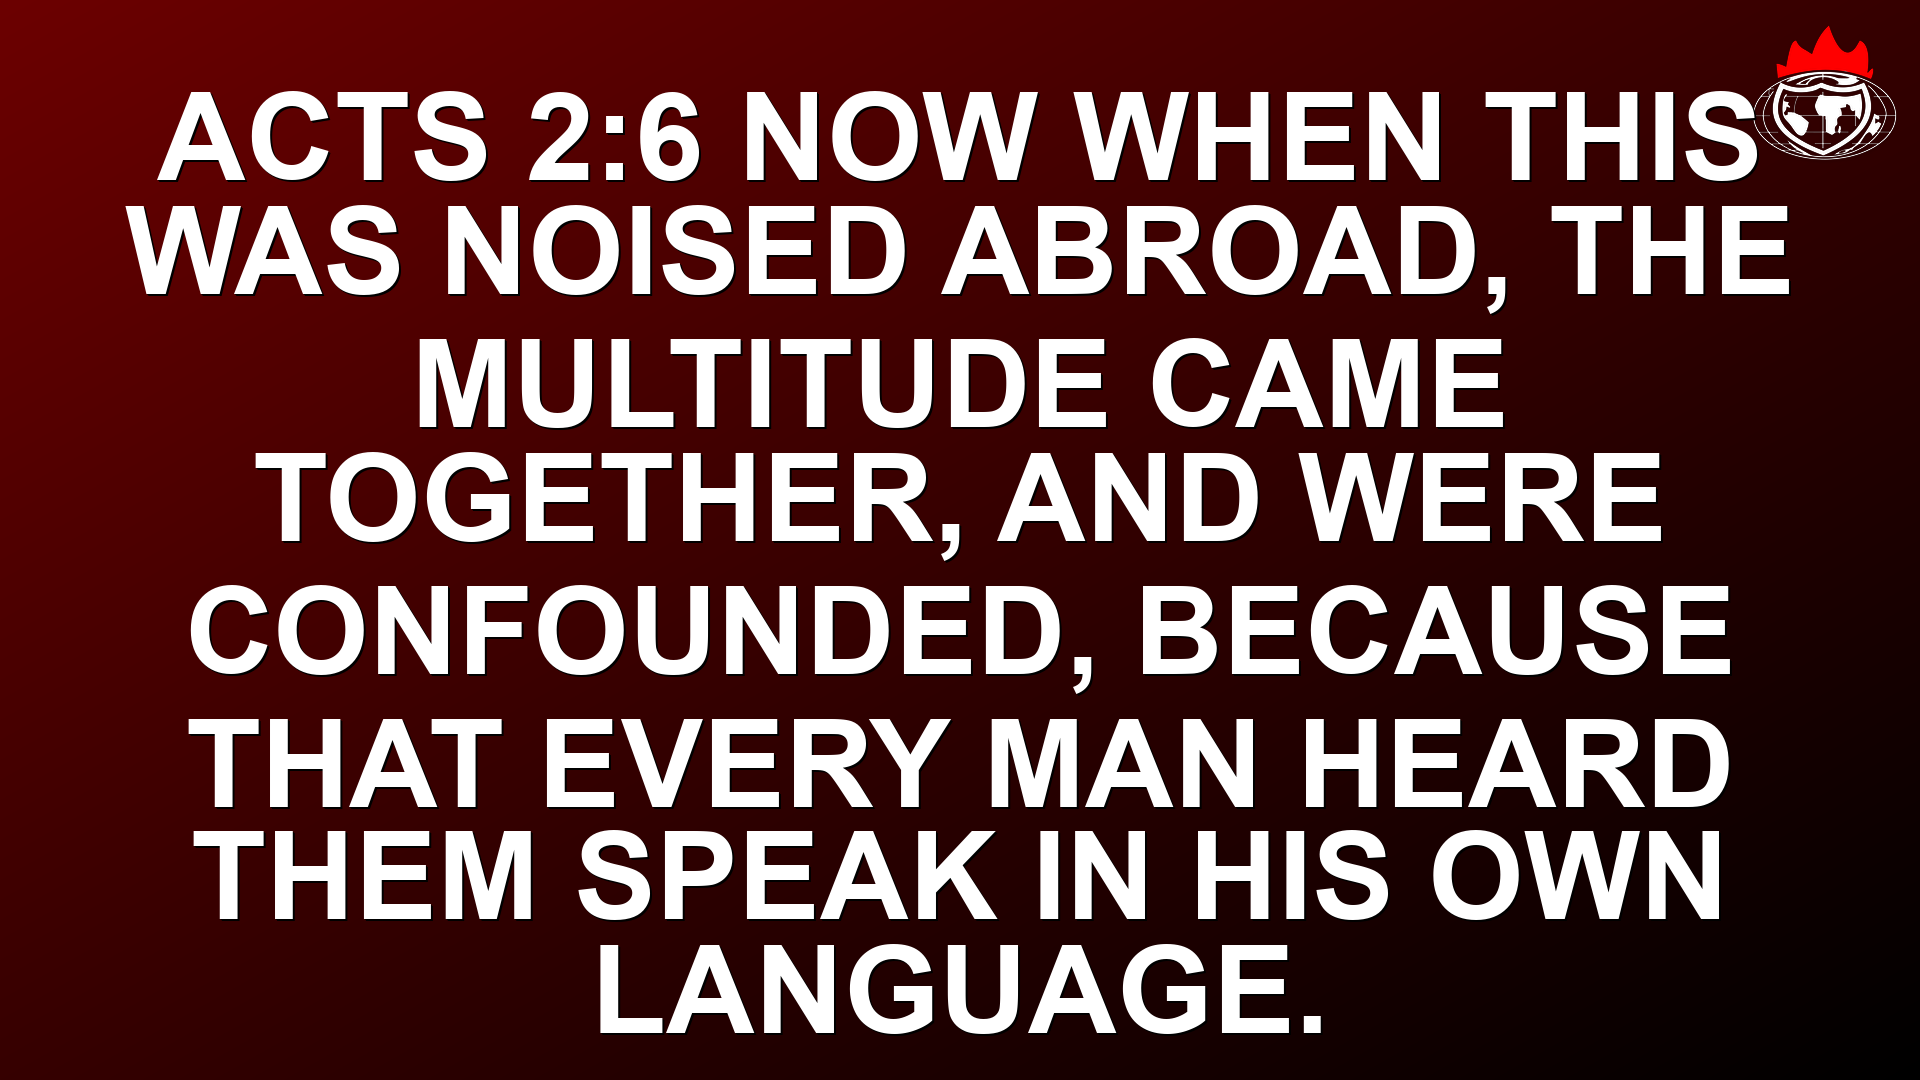 ACTS 2:6 NOW WHEN THIS
WAS NOISED ABROAD, THE
MULTITUDE CAME
TOGETHER, AND WERE
CONFOUNDED, BECAUSE
THAT EVERY MAN HEARD
THEM SPEAK IN HIS OWN
LANGUAGE.